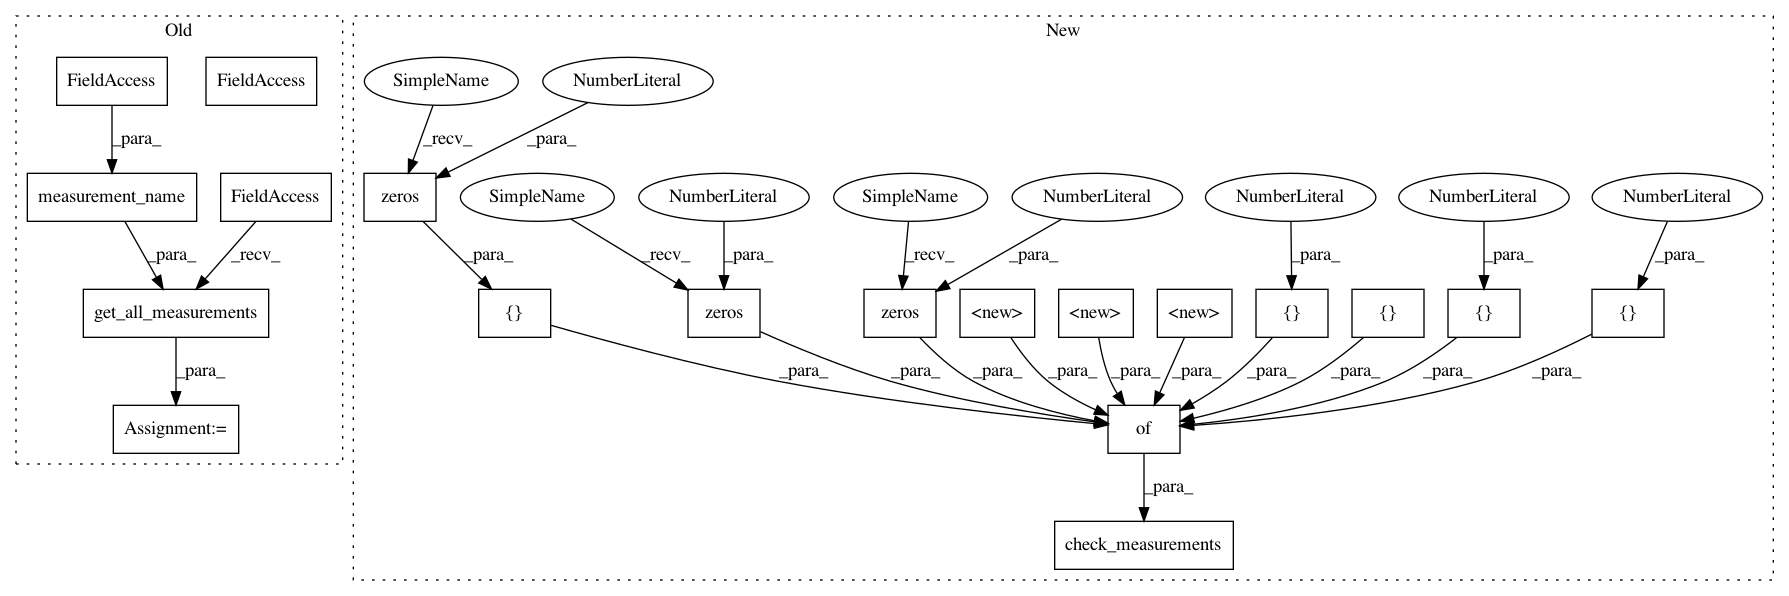 Old
New
FieldAccess
FieldAccess
SimpleName
NumberLiteral
_para_
_recv_
_para_
measurement_name
FieldAccess
zeros
SimpleName
NumberLiteral
SimpleName
NumberLiteral
NumberLiteral
NumberLiteral
NumberLiteral
_para_
_recv_
_para_
_recv_
_para_
_recv_
_para_
_para_
_para_
_para_
get_all_measurements
{}
zeros
zeros
<new>
<new>
<new>
{}
{}
{}
{}
_para_
_para_
_para_
_para_
_para_
_para_
_para_
_para_
_para_
_para_
_para_
Assignment:=
of
_para_
check_measurements